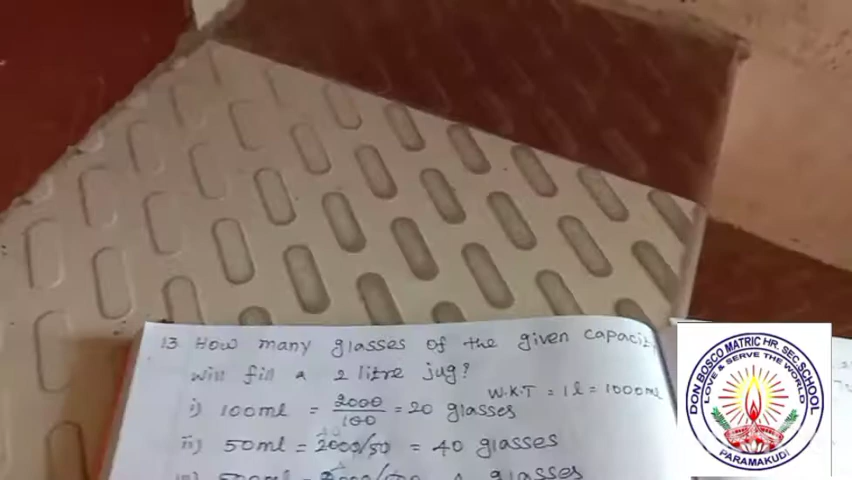 13 How many glasses of the given capacit
will fill a 2 litre jug?
W.K.T = 1l = 1000ml
i) 100ml = 2000/100 = 20 glasses
ii) 50ml = 2000/50 = 40 glasses
glasses
DON BOSCO MATRIC HR. SEC. SCHOOL
LOVE & SERVE THE WORLD
PARAMAKUDI